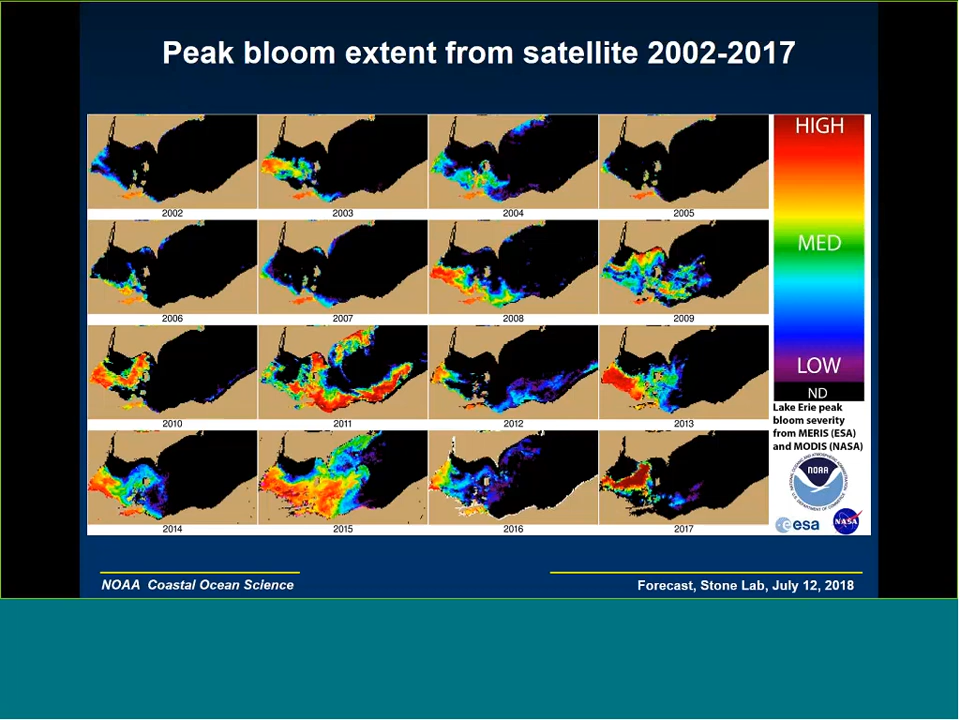 Peak bloom extent from satellite 2002-2017
HIGH
MED
LOW
ND
2002 2003 2004 2005
2006 2007 2008 2009
2010 2011 2012 2013
2014 2015 2016 2017
Lake Erie peak
bloom severity
from MERIS (ESA)
and MODIS (NASA)
NOAA
esa
NASA
NOAA Coastal Ocean Science
Forecast, Stone Lab, July 12, 2018